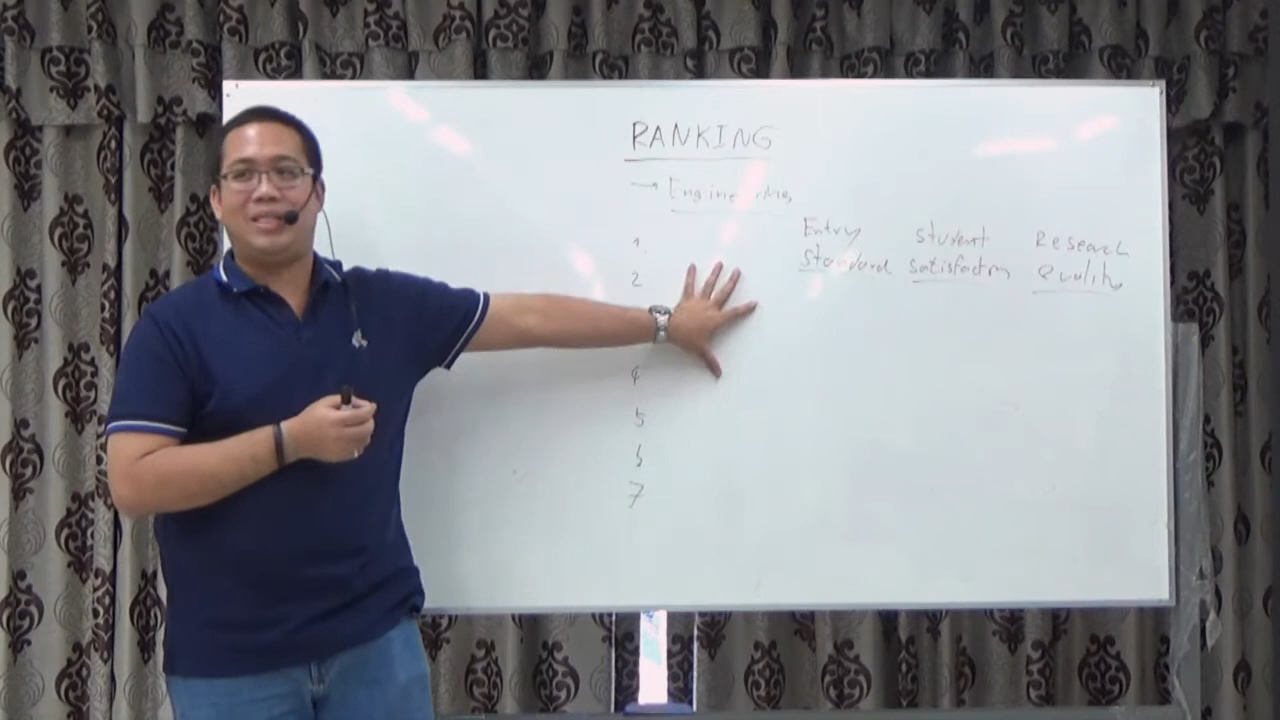 RANKING
→ Engineering
Entry Student Research
Standard Satisfaction Quality
1.
2
4
5
6
7